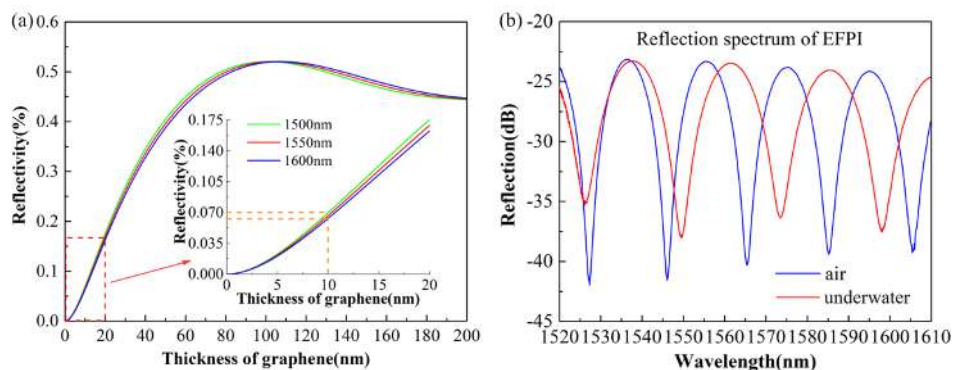 (a)
0.6
0.5
0.4
0.3
0.2
0.1
0.0
Reflectivity(%)
0 20 40 60 80 100 120 140 160 180 200
Thickness of graphene(nm)
0.175
0.140
0.105
0.070
0.035
0.000
Reflectivity(%)
1500nm
1550nm
1600nm
0 5 10 15 20
Thickness of graphene(nm)
(b)
-20
-25
-30
-35
-40
-45
Reflection(dB)
Reflection spectrum of EFPI
air
underwater
1520 1530 1540 1550 1560 1570 1580 1590 1600 1610
Wavelength(nm)